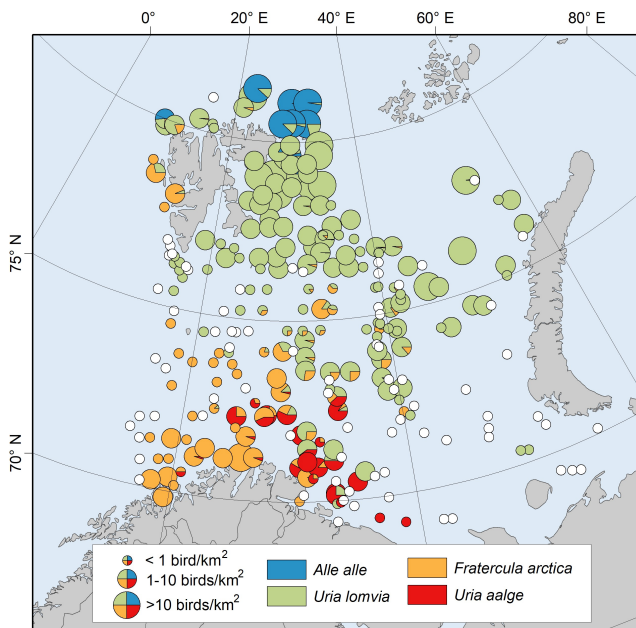 0° 20° E 40° E 60° E 80° E
75° N
70° N
< 1 bird/km²
1-10 birds/km²
>10 birds/km²
Alle alle
Uria lomvia
Fratercula arctica
Uria aalge